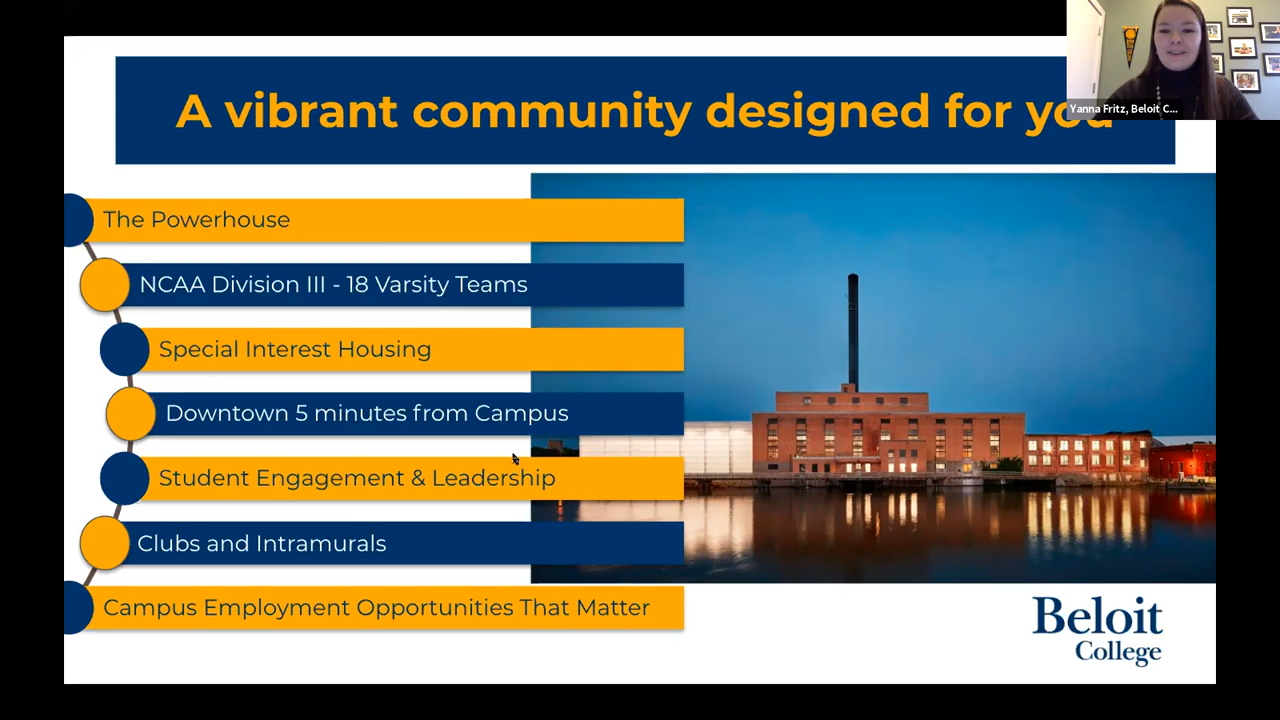 A vibrant community designed for you
Yanna Fritz, Beloit C...
The Powerhouse
NCAA Division III - 18 Varsity Teams
Special Interest Housing
Downtown 5 minutes from Campus
Student Engagement & Leadership
Clubs and Intramurals
Campus Employment Opportunities That Matter
Beloit
College